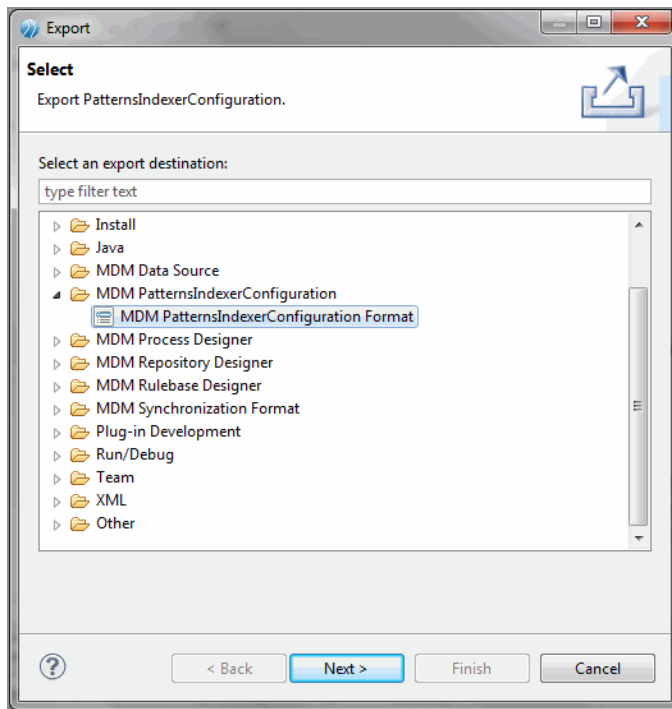 Export
Select
Export PatternsIndexerConfiguration.
Select an export destination:
type filter text
Install
Java
MDM Data Source
MDM PatternsIndexerConfiguration
MDM PatternsIndexerConfiguration Format
MDM Process Designer
MDM Repository Designer
MDM Rulebase Designer
MDM Synchronization Format
Plug-in Development
Run/Debug
Team
XML
Other
? < Back Next > Finish Cancel